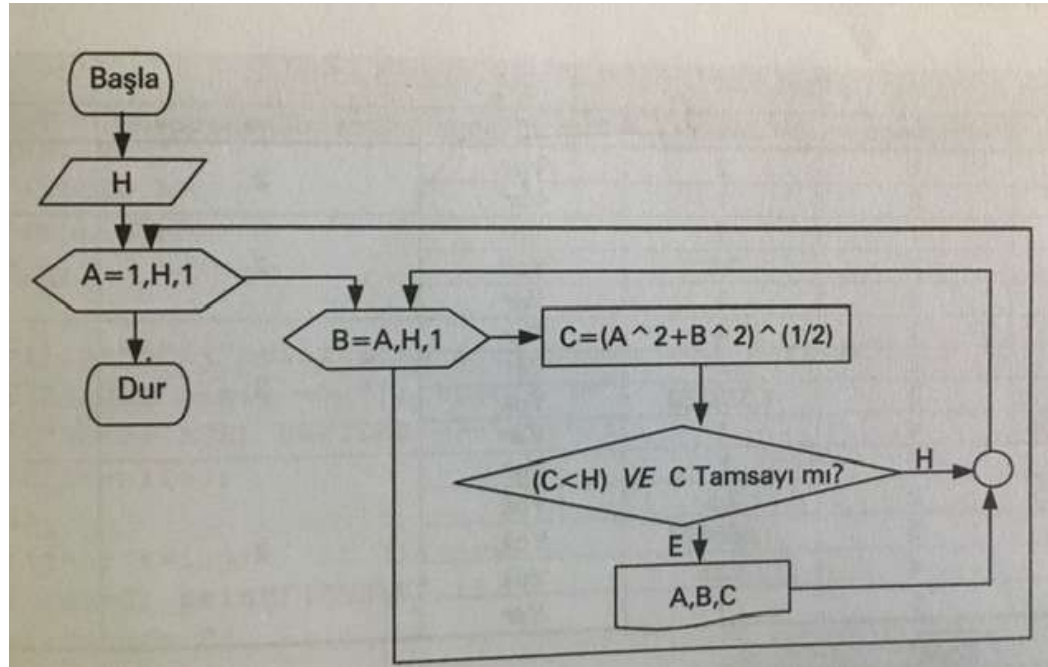 Başla
H
A=1,H,1
Dur
B=A,H,1
C=(A^2+B^2)^(1/2)
(C<H) VE C Tamsayı mı?
H
E
A,B,C